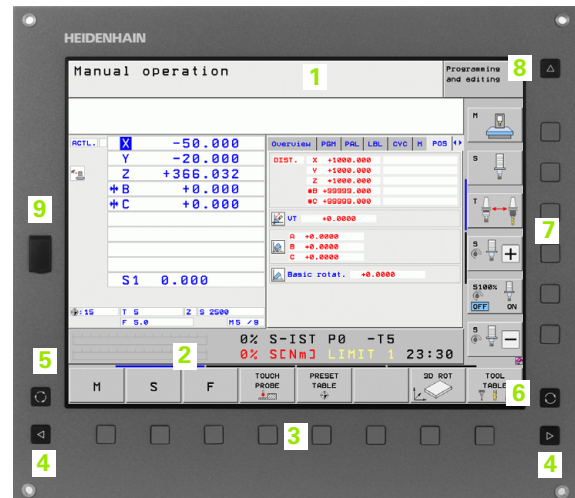 HEIDENHAIN
Manual operation
Programming
and editing
1
8
ACTL.
X -50.000
Y -20.000
Z +366.032
B +0.000
C +0.000
S1 0.000
:15 T 5 Z S 2500
F 5.0 M 5 / 9
Overview PGM PAL LBL CYC M POS
DIST. X +1000.000
Y +1000.000
Z +1000.000
*B +99999.000
*C +99999.000
VT +0.0000
A +0.0000
B +0.0000
C +0.0000
Basic rotat. +0.0000
M
S
T
S
+
S100%
OFF ON
S
−
9
7
0% S-IST P0 -T5
0% S[Nm] LIMIT 1 23:30
2
5
M
S
F
TOUCH
PROBE
PRESET
TABLE
3D ROT
TOOL
TABLE
6
3
4
4